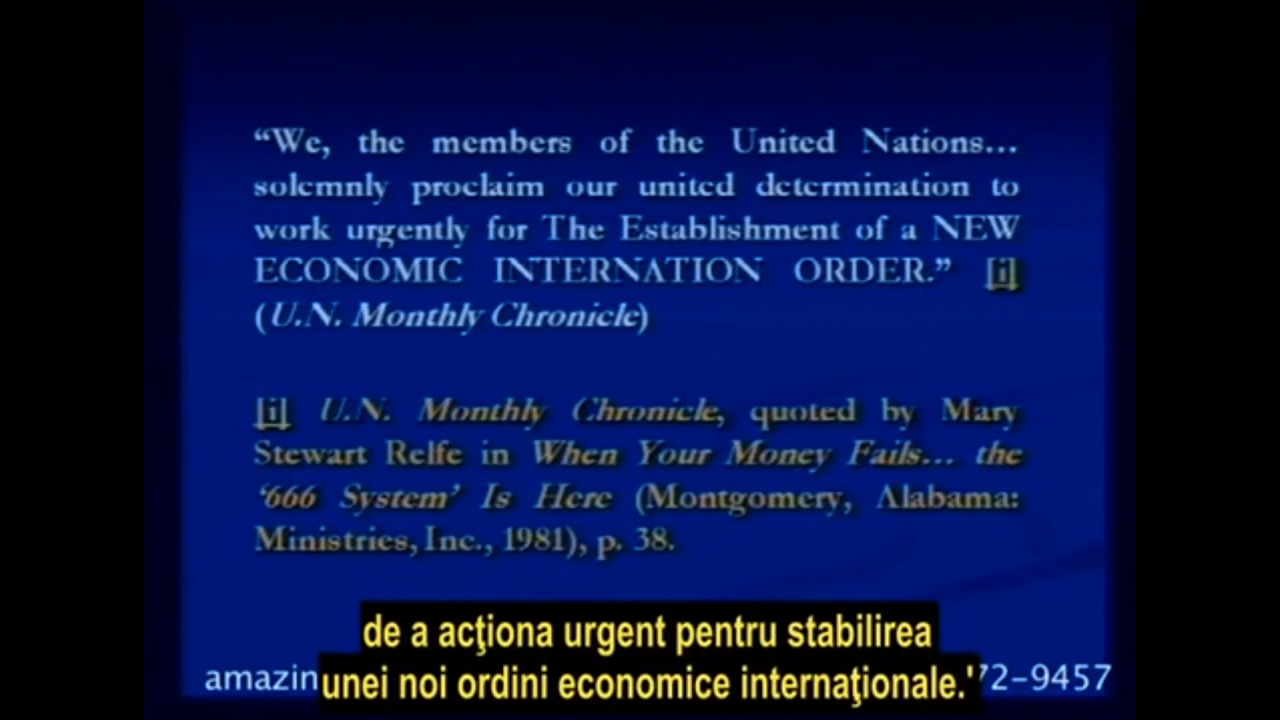 “We, the members of the United Nations...
solemnly proclaim our united determination to
work urgently for The Establishment of a NEW
ECONOMIC INTERNATION ORDER.” [i]
(U.N. Monthly Chronicle)
[i] U.N. Monthly Chronicle, quoted by Mary
Stewart Relfe in When Your Money Fails... the
‘666 System’ Is Here (Montgomery, Alabama:
Ministries, Inc., 1981), p. 38.
de a acţiona urgent pentru stabilirea
unei noi ordini economice internaţionale.'
amazin 72-9457